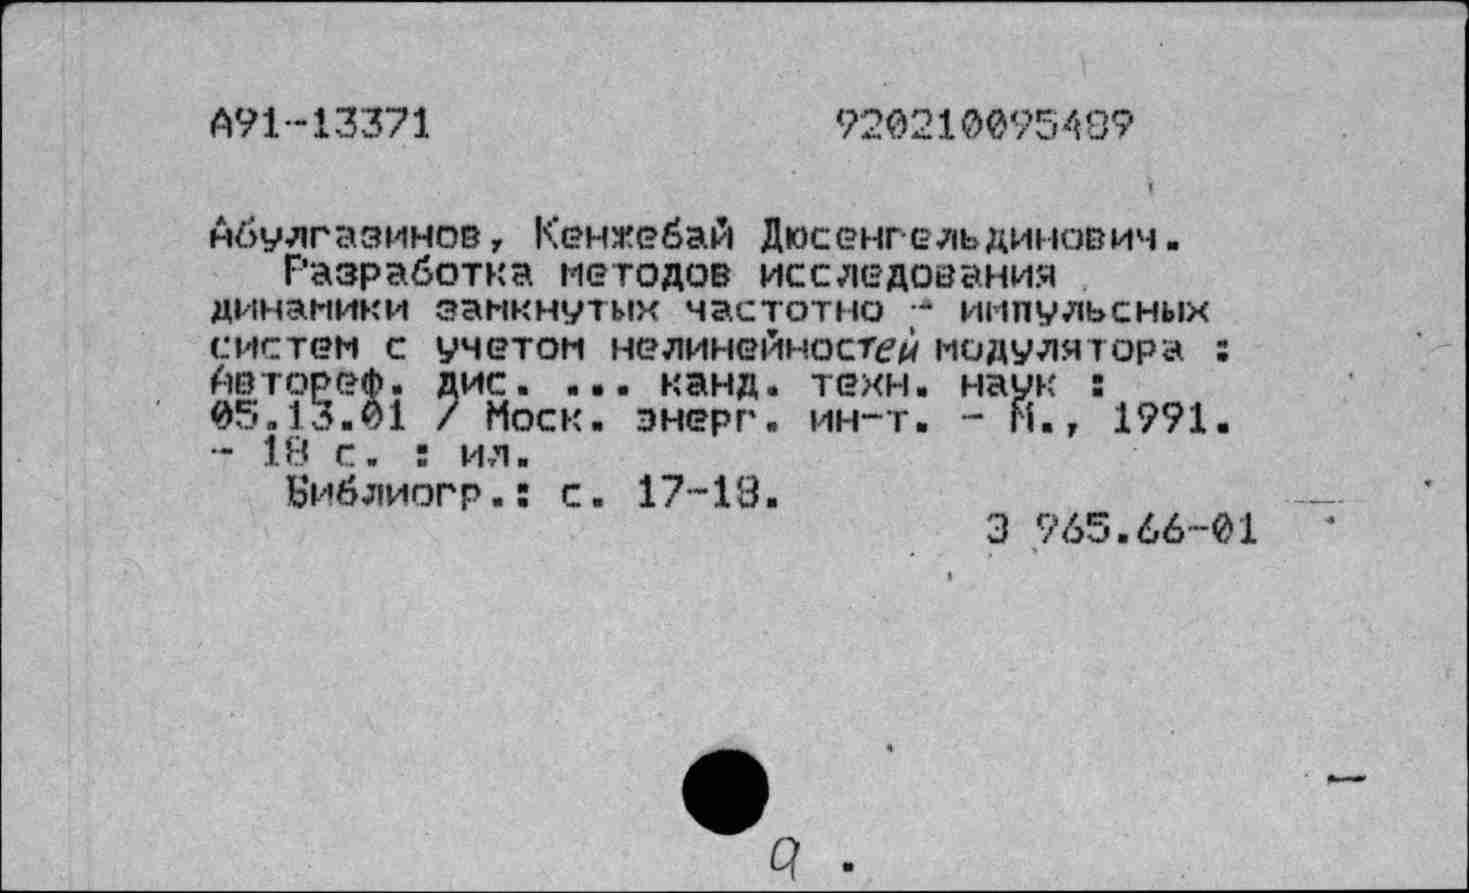 А91-13371 920210095489
Абулгазинов, Кенжебай Дюсенгельдинович.
Разработка методов исследования
динамики замкнутых частотно - импульсных
систем с учетом нелинейностей модулятора :
Автореф. дис. ... канд. техн. наук :
05.13.01 / Моск. энерг. ин-т. - М., 1991.
- 18 с. : ил.
Библиогр.: с. 17-18.
З 965.66-01
9 .